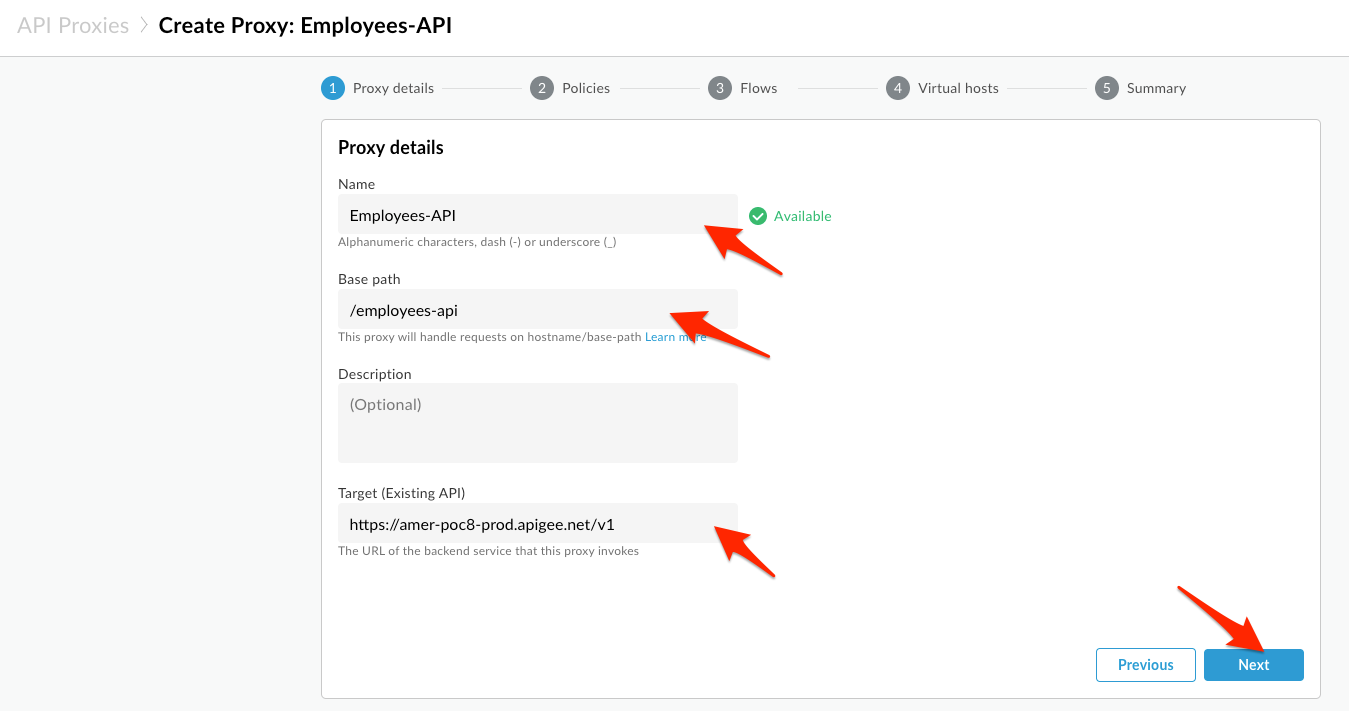 API Proxies > Create Proxy: Employees-API
1 Proxy details 2 Policies 3 Flows 4 Virtual hosts 5 Summary
Proxy details
Name
Employees-API
Available
Alphanumeric characters, dash (-) or underscore (_)
Base path
/employees-api
This proxy will handle requests on hostname/base-path Learn more
Description
(Optional)
Target (Existing API)
https://amer-poc8-prod.apigee.net/v1
The URL of the backend service that this proxy invokes
Previous Next